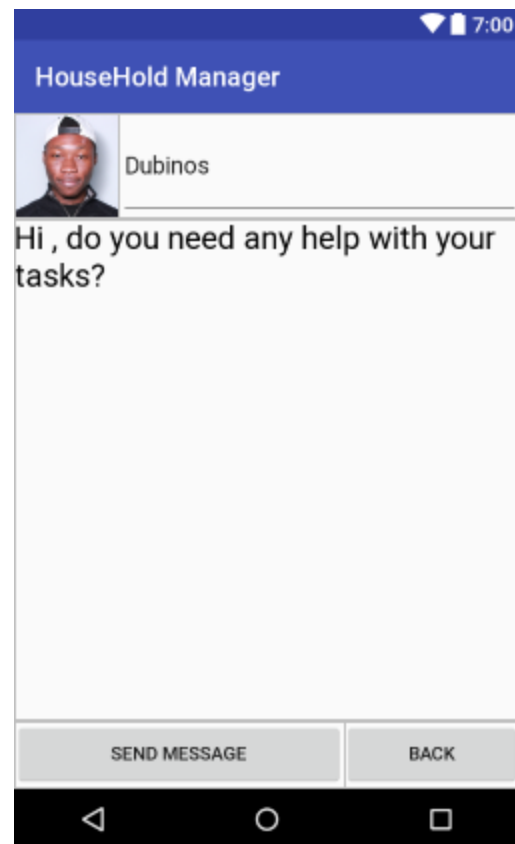 7:00
HouseHold Manager
Dubinos
Hi , do you need any help with your
tasks?
SEND MESSAGE
BACK